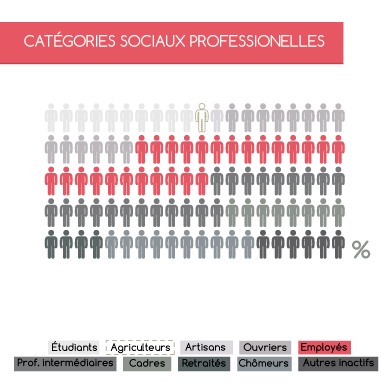 CATÉGORIES SOCIAUX PROFESSIONELLES
%
Étudiants Agriculteurs Artisans Ouvriers Employés
Prof. intermédiaires Cadres Retraités Chômeurs Autres inactifs